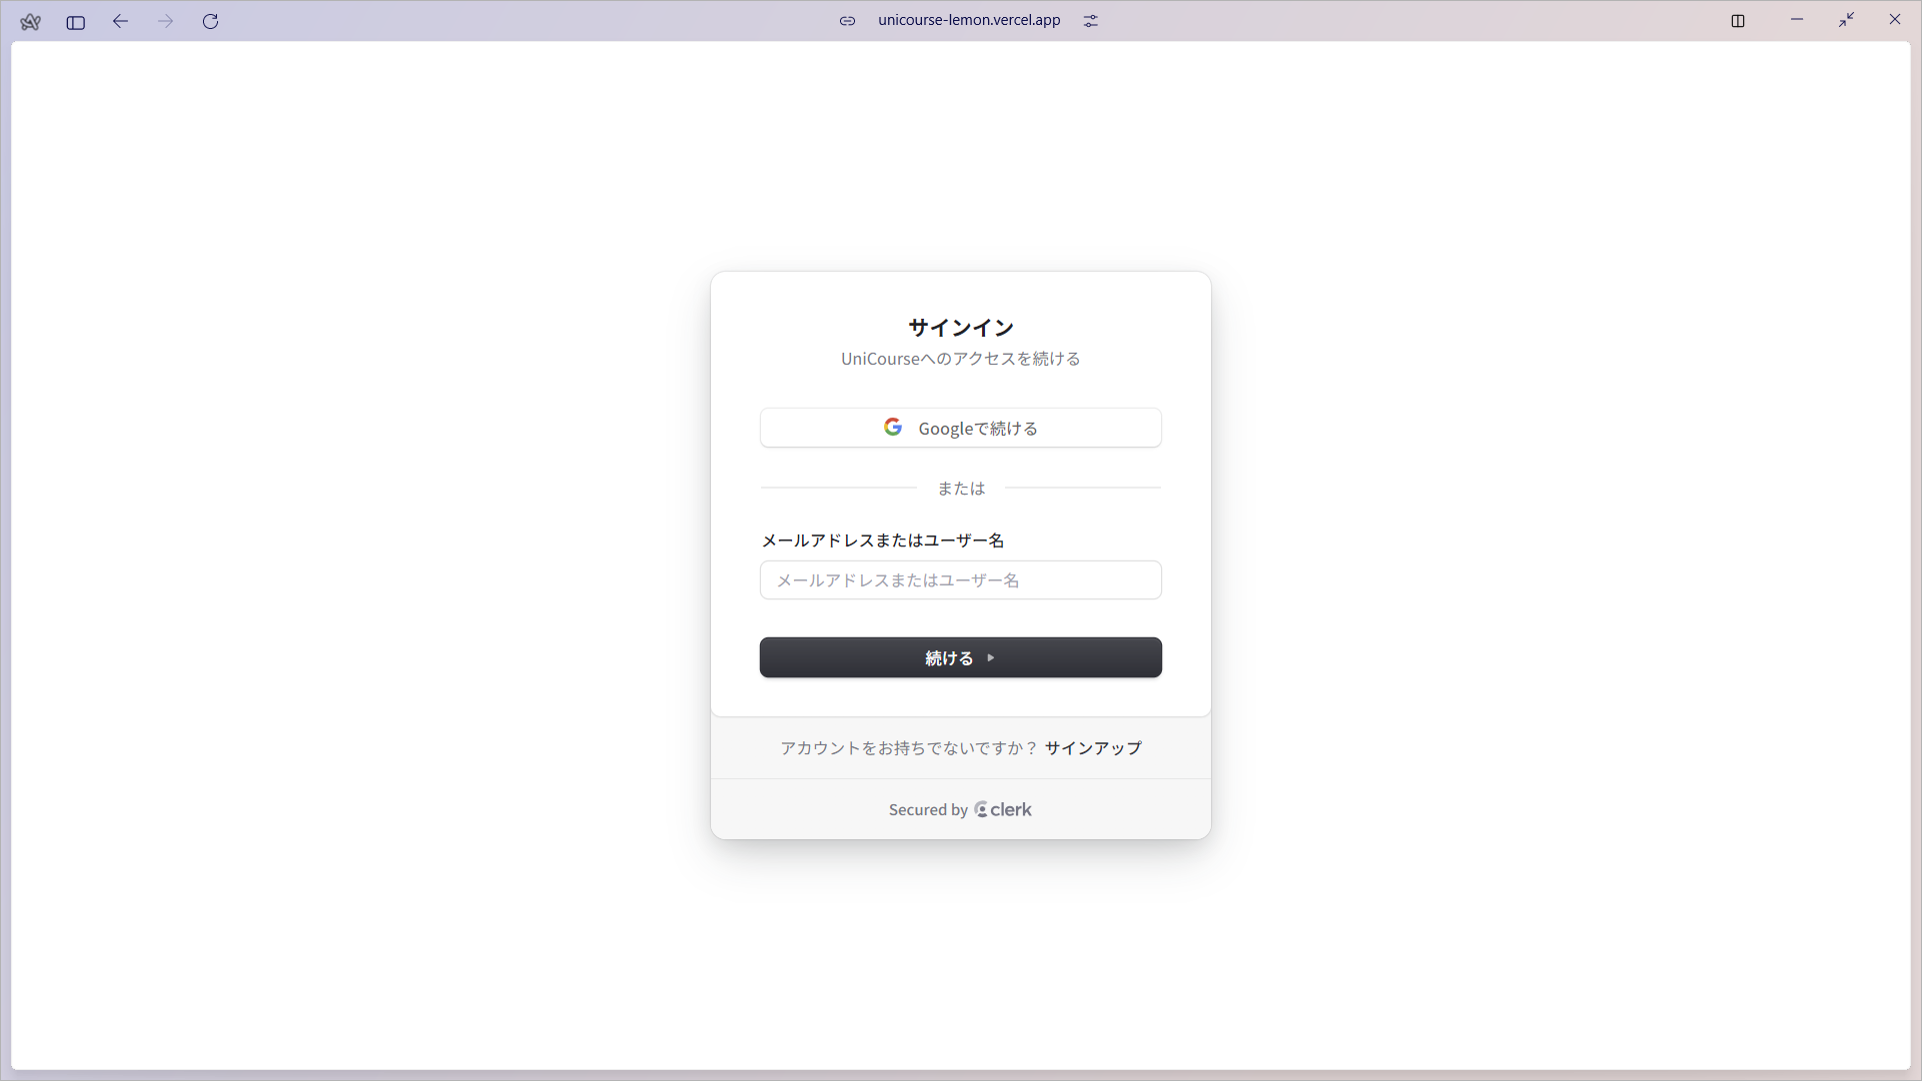 unicourse-lemon.vercel.app
サインイン
UniCourseへのアクセスを続ける
Googleで続ける
または
メールアドレスまたはユーザー名
メールアドレスまたはユーザー名
続ける
アカウントをお持ちでないですか？ サインアップ
Secured by clerk